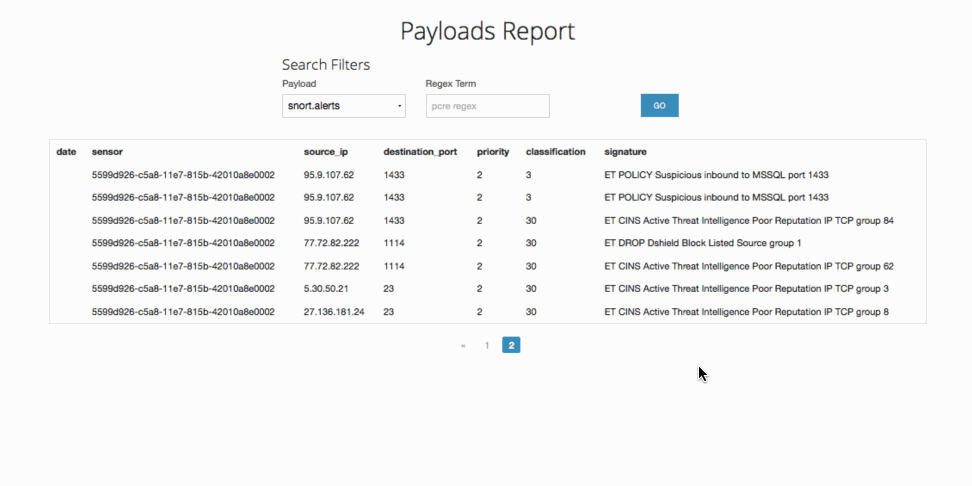 Payloads Report
Search Filters
Payload Regex Term
snort.alerts pcre regex GO
date sensor source_ip destination_port priority classification signature
5599d926-c5a8-11e7-815b-42010a8e0002 95.9.107.62 1433 2 3 ET POLICY Suspicious inbound to MSSQL port 1433
5599d926-c5a8-11e7-815b-42010a8e0002 95.9.107.62 1433 2 3 ET POLICY Suspicious inbound to MSSQL port 1433
5599d926-c5a8-11e7-815b-42010a8e0002 95.9.107.62 1433 2 30 ET CINS Active Threat Intelligence Poor Reputation IP TCP group 84
5599d926-c5a8-11e7-815b-42010a8e0002 77.72.82.222 1114 2 30 ET DROP Dshield Block Listed Source group 1
5599d926-c5a8-11e7-815b-42010a8e0002 77.72.82.222 1114 2 30 ET CINS Active Threat Intelligence Poor Reputation IP TCP group 62
5599d926-c5a8-11e7-815b-42010a8e0002 5.30.50.21 23 2 30 ET CINS Active Threat Intelligence Poor Reputation IP TCP group 3
5599d926-c5a8-11e7-815b-42010a8e0002 27.136.181.24 23 2 30 ET CINS Active Threat Intelligence Poor Reputation IP TCP group 8
« 1 2